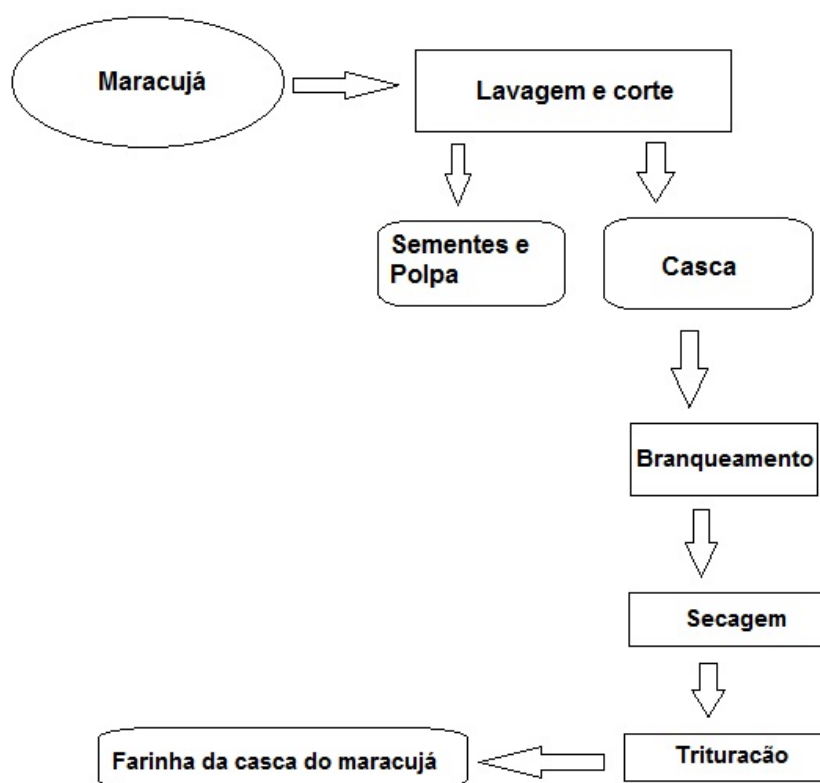 Maracujá
Lavagem e corte
Sementes e
Polpa
Casca
Branqueamento
Secagem
Trituracão
Farinha da casca do maracujá